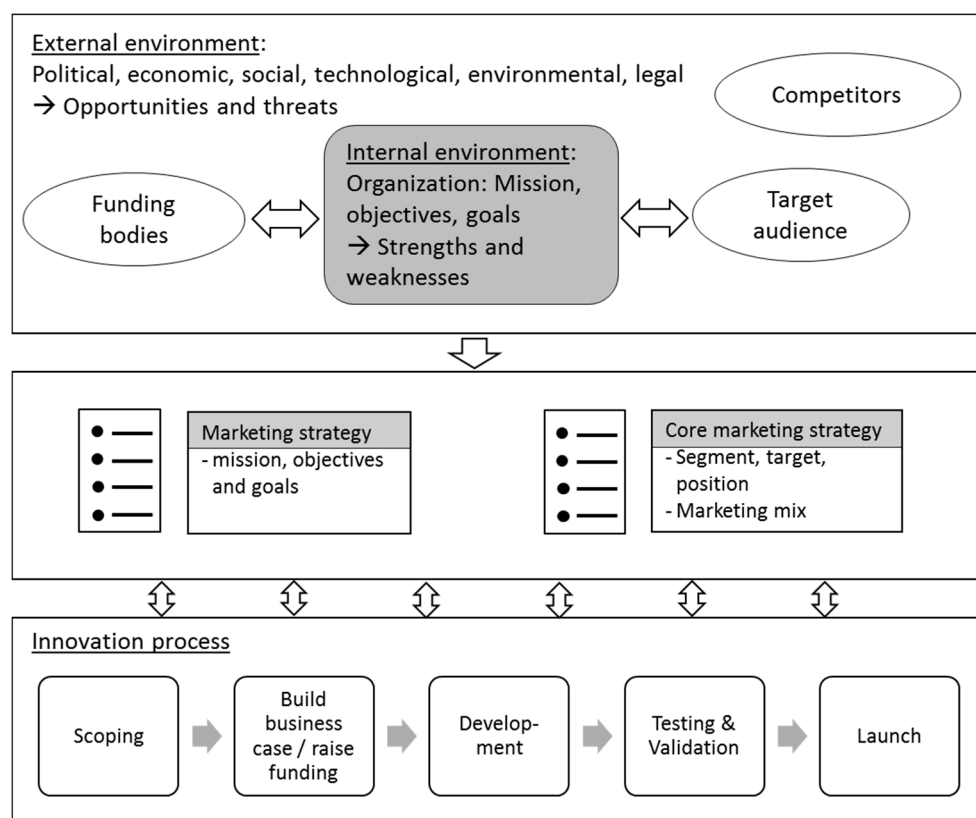 External environment:
Political, economic, social, technological, environmental, legal
→ Opportunities and threats
Competitors
Internal environment:
Organization: Mission,
objectives, goals
→ Strengths and
weaknesses
Funding
bodies
Target
audience
Marketing strategy
- mission, objectives
and goals
Core marketing strategy
- Segment, target,
position
- Marketing mix
Innovation process
Scoping
Build
business
case / raise
funding
Develop-
ment
Testing &
Validation
Launch